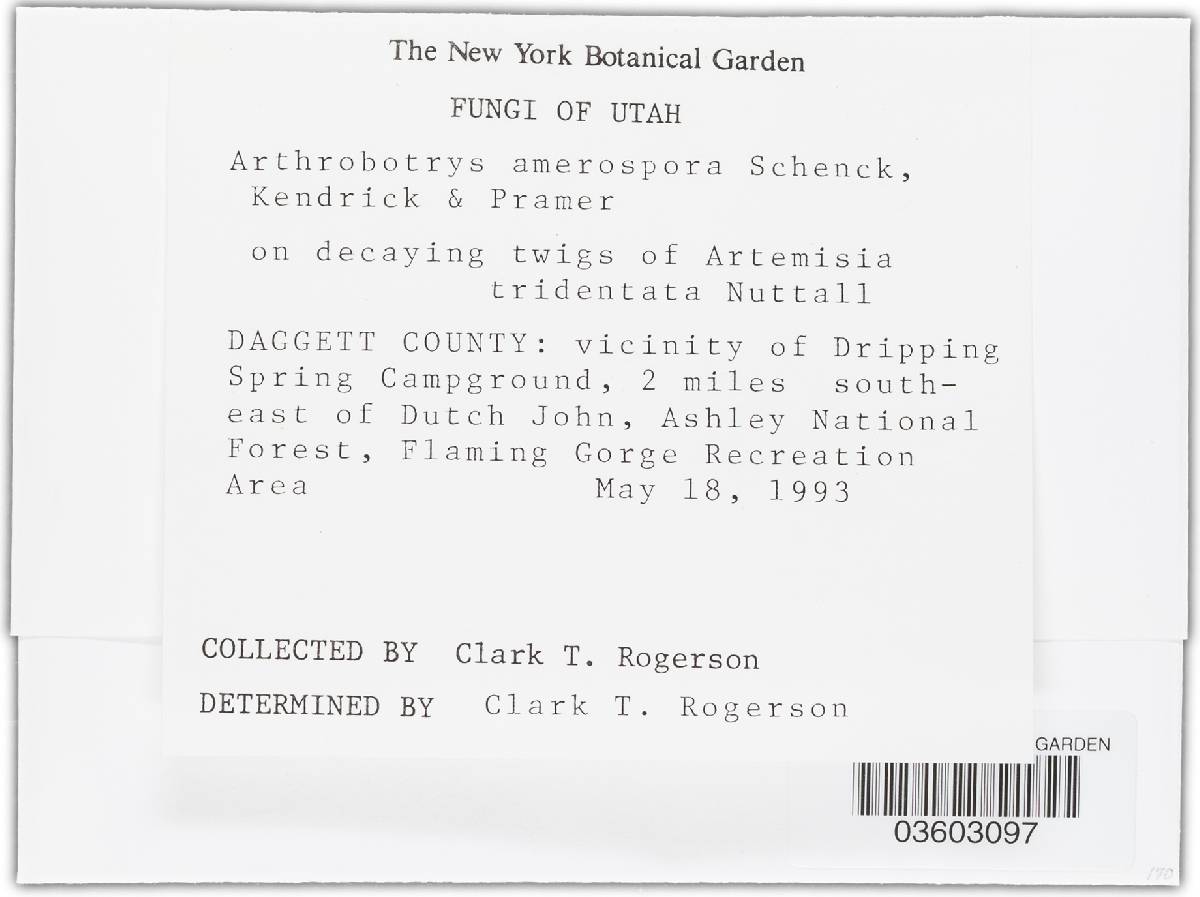 The New York Botanical Garden
FUNGI OF UTAH
Arthrobotrys amerospora Schenck,
Kendrick & Pramer
on decaying twigs of Artemisia
tridentata Nuttall
DAGGETT COUNTY: vicinity of Dripping
Spring Campground, 2 miles south-
east of Dutch John, Ashley National
Forest, Flaming Gorge Recreation
Area May 18, 1993
COLLECTED BY Clark T. Rogerson
DETERMINED BY Clark T. Rogerson
GARDEN
03603097
170